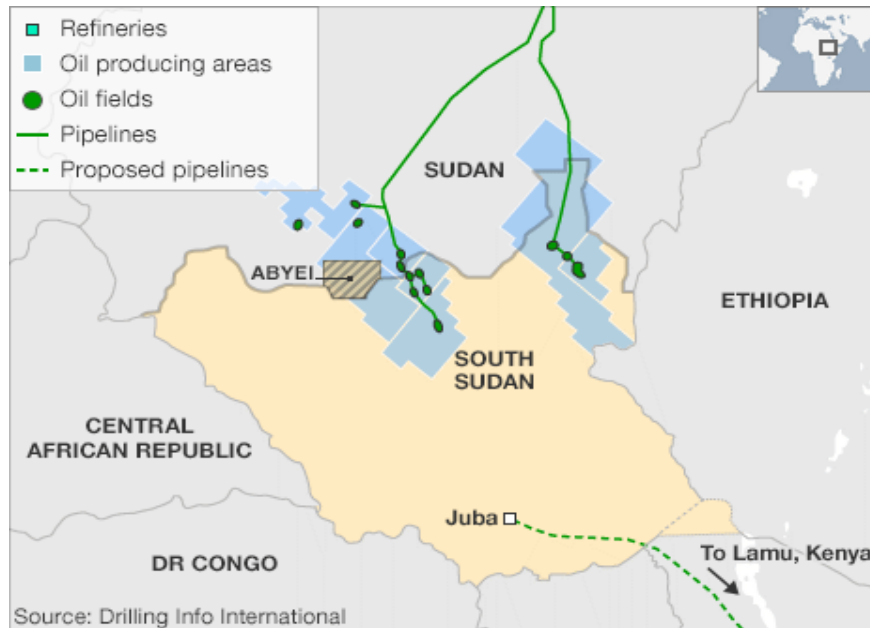 Refineries
Oil producing areas
Oil fields
Pipelines
Proposed pipelines
SUDAN
ABYEI
ETHIOPIA
SOUTH
SUDAN
CENTRAL
AFRICAN REPUBLIC
Juba
To Lamu, Kenya
DR CONGO
Source: Drilling Info International